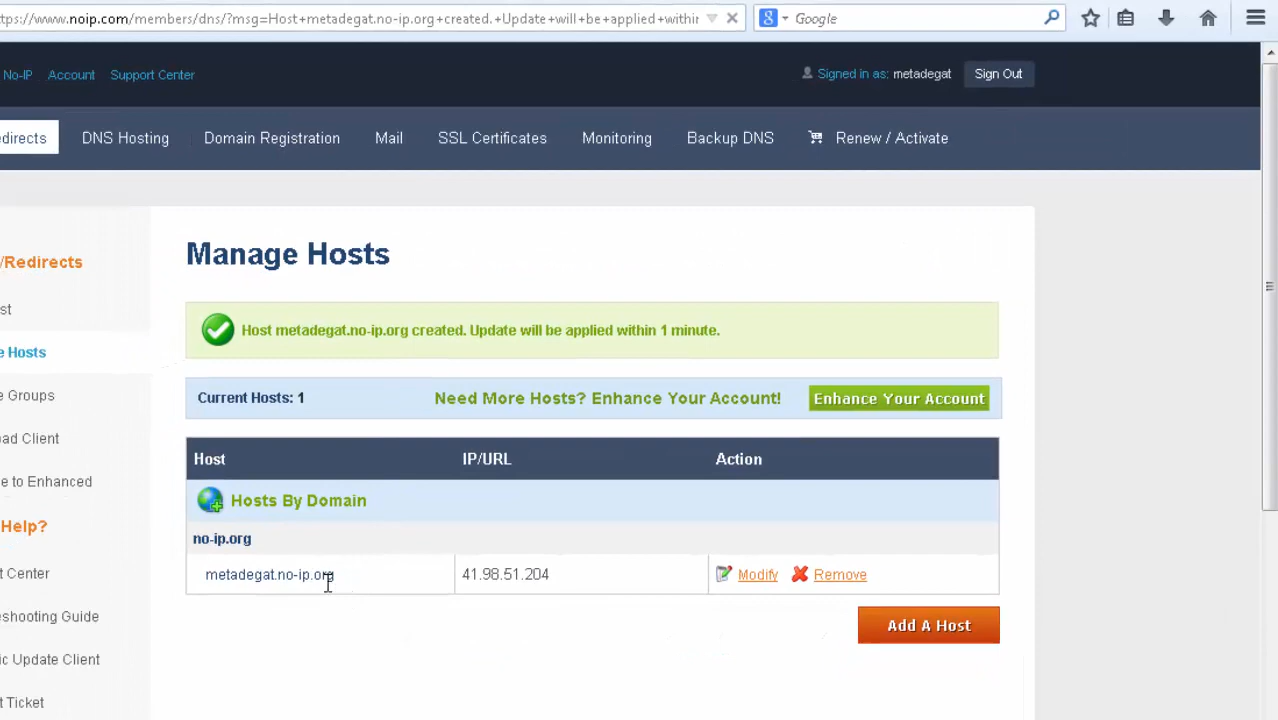 ttps://www.noip.com/members/dns/?msg=Host+metadegat.no-ip.org+created.+Update+will+be+applied+within
Google
No-IP Account Support Center
Signed in as: metadegat Sign Out
edirects DNS Hosting Domain Registration Mail SSL Certificates Monitoring Backup DNS Renew / Activate
Manage Hosts
/Redirects
st
Host metadegat.no-ip.org created. Update will be applied within 1 minute.
e Hosts
e Groups
Current Hosts: 1 Need More Hosts? Enhance Your Account! Enhance Your Account
ad Client
Host IP/URL Action
e to Enhanced
Hosts By Domain
Help?
no-ip.org
t Center
metadegat.no-ip.org 41.98.51.204 Modify Remove
eshooting Guide
Add A Host
ic Update Client
t Ticket